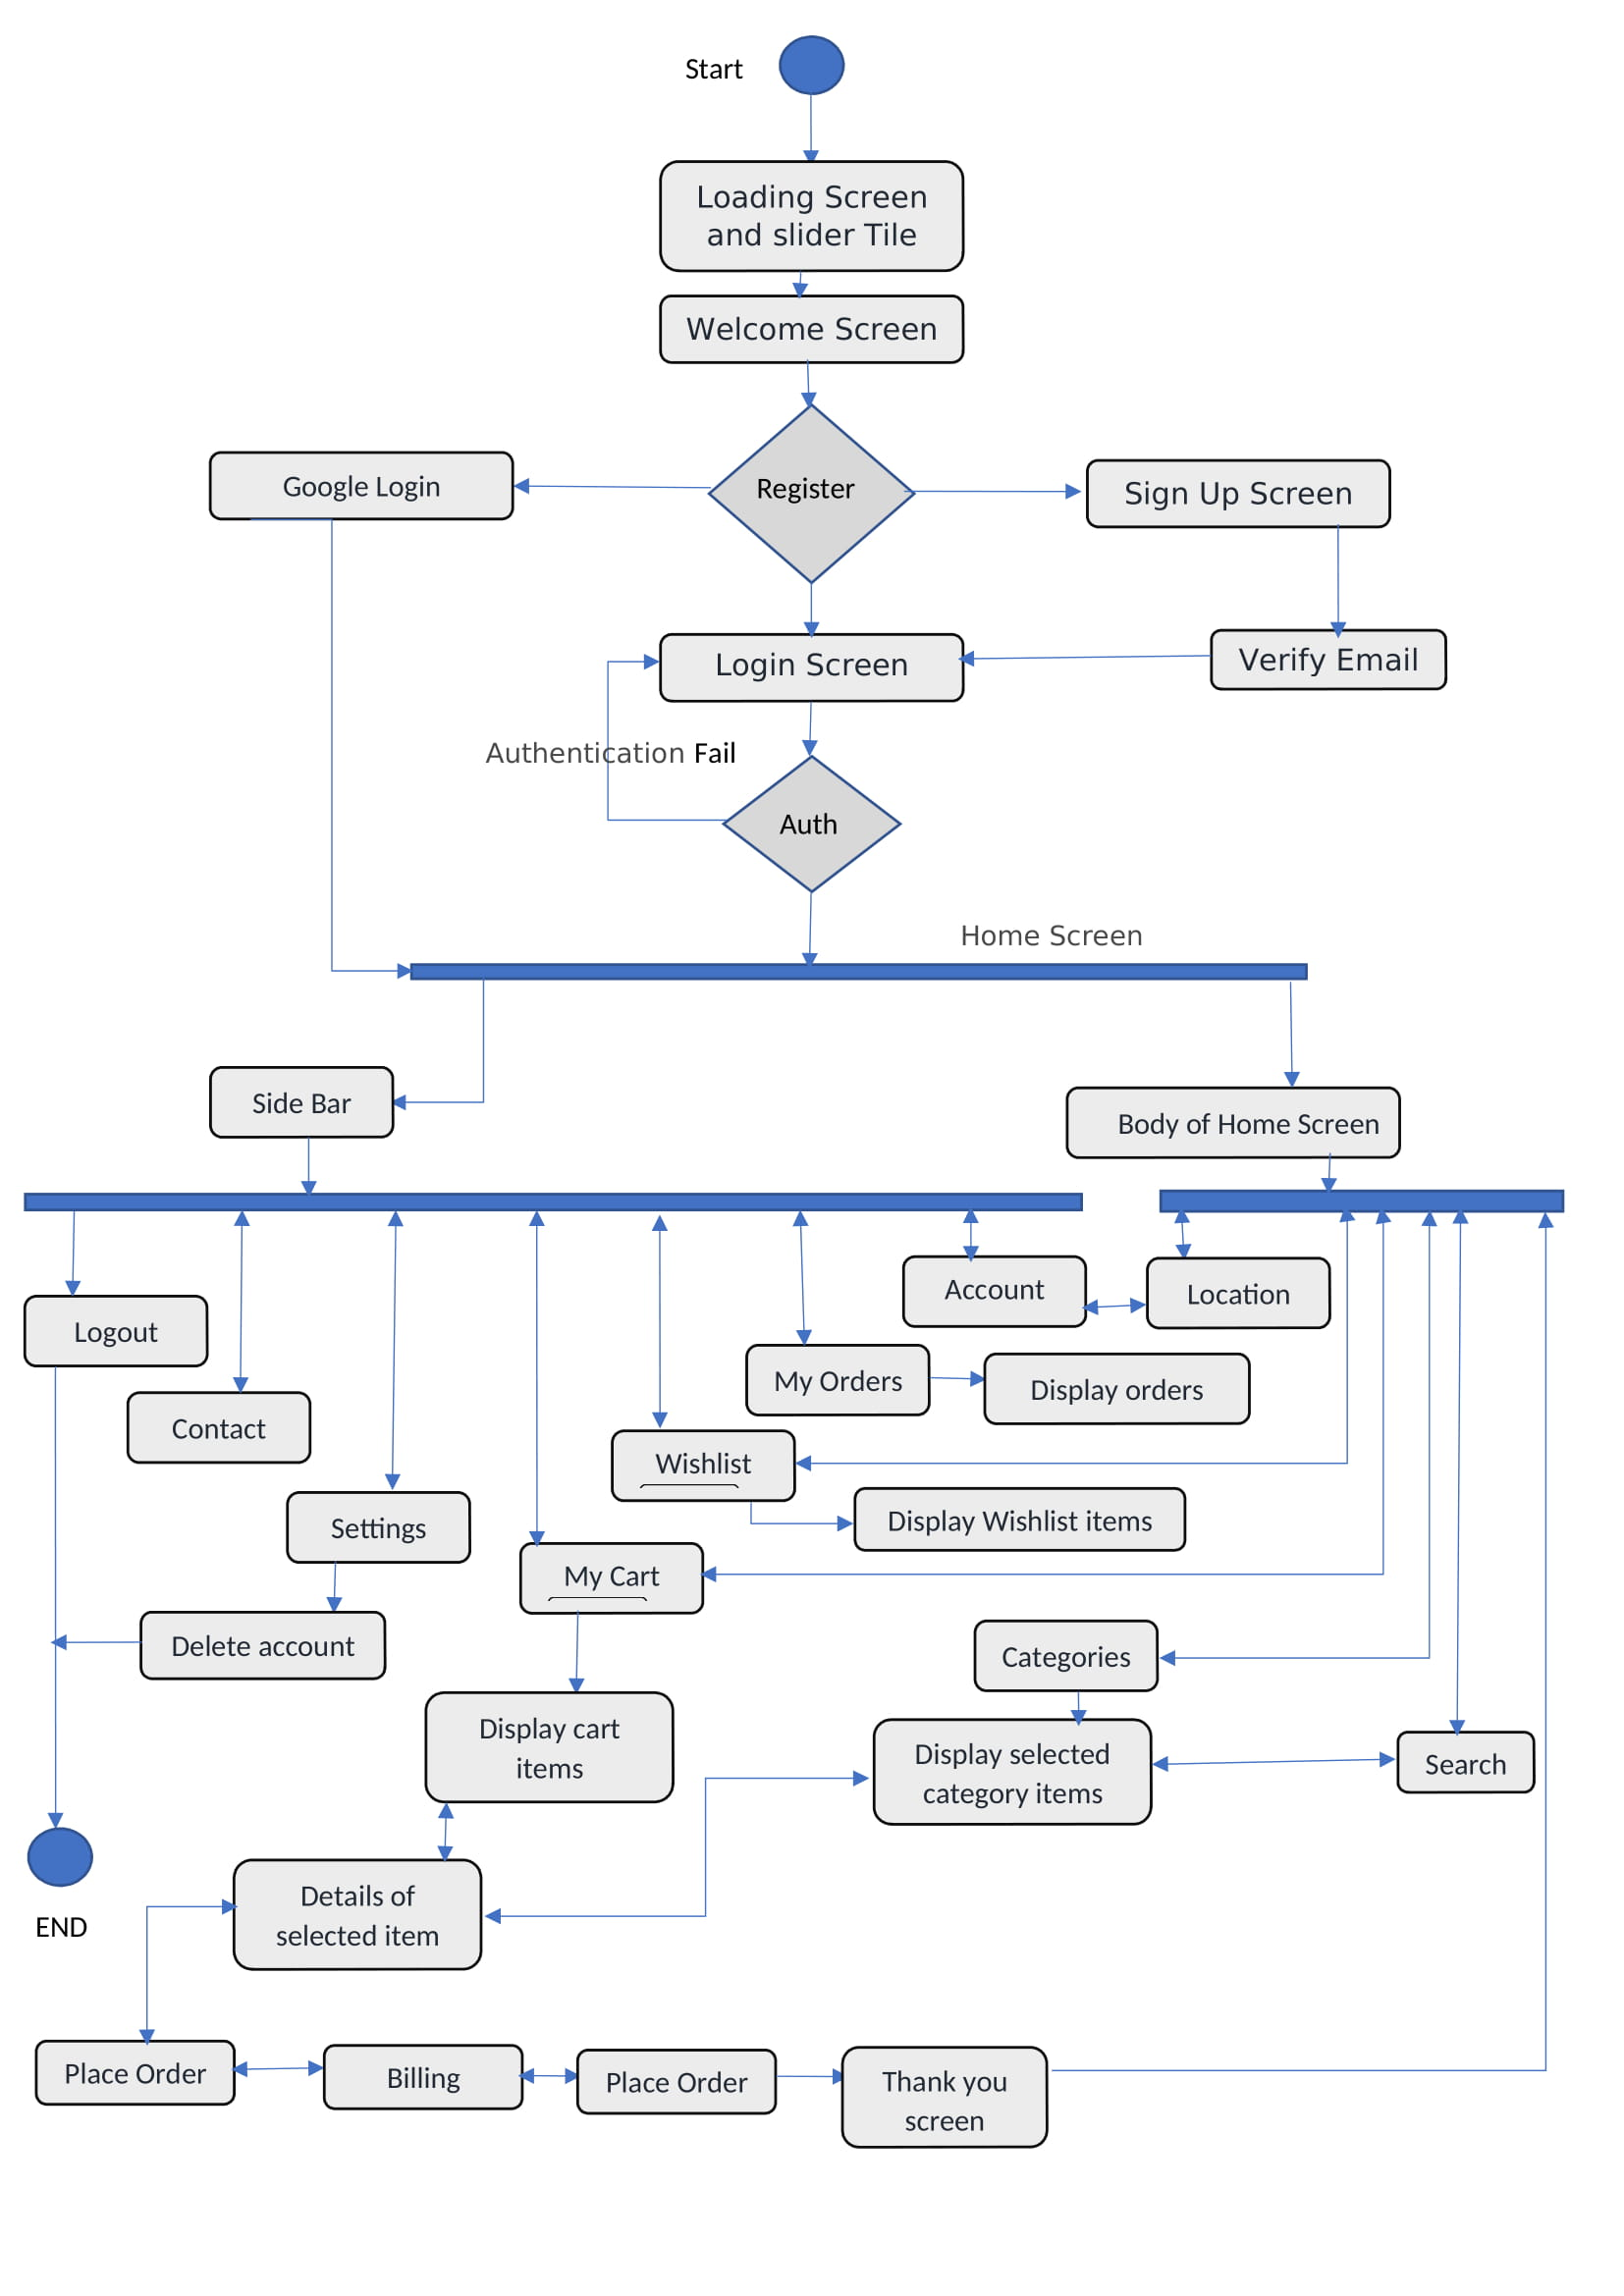 Start
Loading Screen
and slider Tile
Welcome Screen
Google Login
Register
Sign Up Screen
Login Screen
Verify Email
Authentication Fail
Auth
Home Screen
Side Bar
Body of Home Screen
Account
Location
Logout
My Orders
Display orders
Contact
Wishlist
Settings
Display Wishlist items
My Cart
Delete account
Categories
Display cart
items
Display selected
category items
Search
Details of
selected item
END
Place Order
Billing
Place Order
Thank you
screen